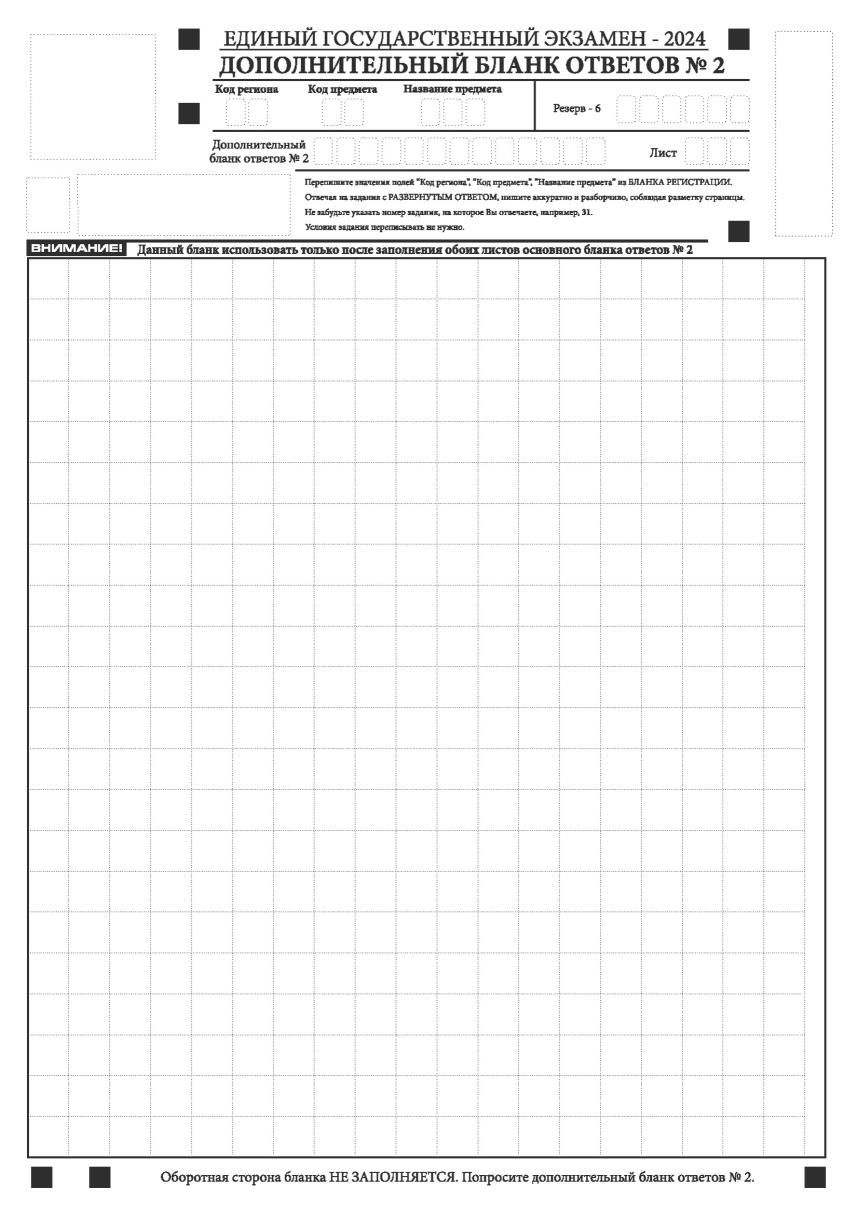 ЕДИНЫЙ ГОСУДАРСТВЕННЫЙ ЭКЗАМЕН - 2024
ДОПОЛНИТЕЛЬНЫЙ БЛАНК ОТВЕТОВ № 2
Код региона Код предмета Название предмета
Резерв - 6
Дополнительный
бланк ответов № 2
Лист
Перепишите значения полей "Код региона", "Код предмета", "Название предмета" из БЛАНКА РЕГИСТРАЦИИ.
Отвечая на задания с РАЗВЕРНУТЫМ ОТВЕТОМ, пишите аккуратно и разборчиво, соблюдая разметку страницы.
Не забудьте указать номер задания, на которое Вы отвечаете, например, 31.
Условия задания переписывать не нужно.
ВНИМАНИЕ! Данный бланк использовать только после заполнения обоих листов основного бланка ответов № 2
Оборотная сторона бланка НЕ ЗАПОЛНЯЕТСЯ. Попросите дополнительный бланк ответов № 2.